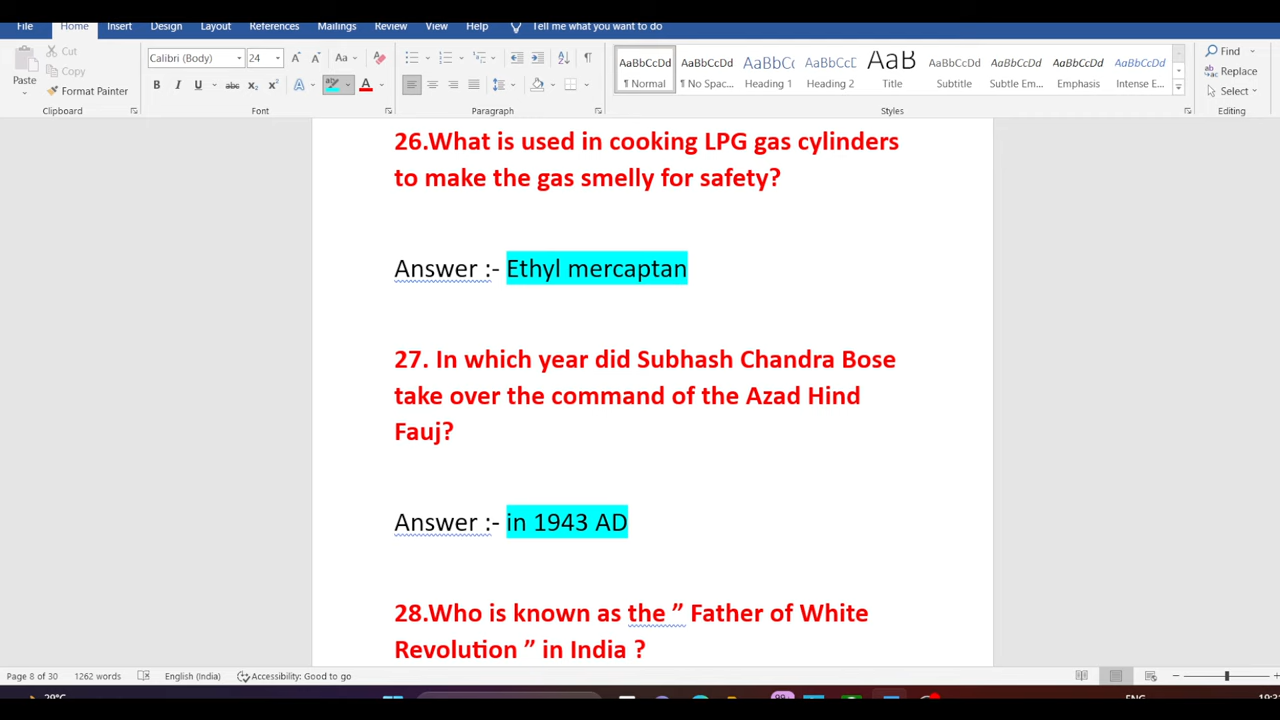 File Home Insert Design Layout References Mailings Review View Help Tell me what you want to do
Paste
Cut
Copy
Format Painter
Clipboard
Calibri (Body) 24
Font
Paragraph
AaBbCcDd AaBbCcDd AaBbCc AaBbCcD AaB AaBbCcD AaBbCcDd AaBbCcDd AaBbCcDd
¶ Normal ¶ No Spac... Heading 1 Heading 2 Title Subtitle Subtle Em... Emphasis Intense E...
Styles
Find
Replace
Select
Editing
26.What is used in cooking LPG gas cylinders
to make the gas smelly for safety?
Answer :- Ethyl mercaptan
27. In which year did Subhash Chandra Bose
take over the command of the Azad Hind
Fauj?
Answer :- in 1943 AD
28.Who is known as the ” Father of White
Revolution ” in India ?
Page 8 of 30 1262 words English (India) Accessibility: Good to go